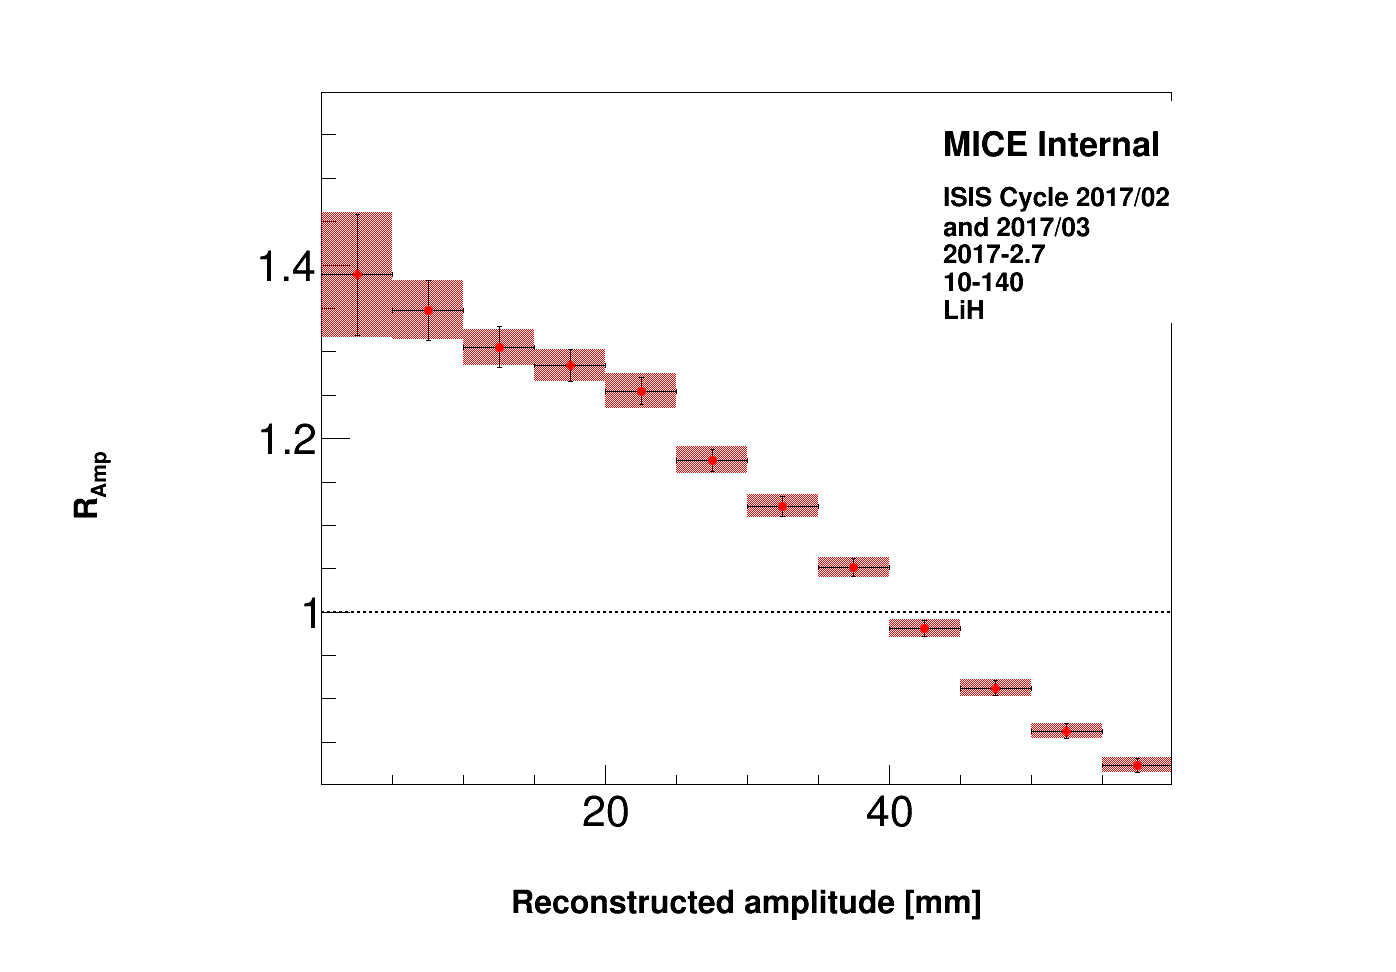 MICE Internal
ISIS Cycle 2017/02
and 2017/03
2017-2.7
10-140
LiH
1.4
1.2
1
R_Amp
20
40
Reconstructed amplitude [mm]